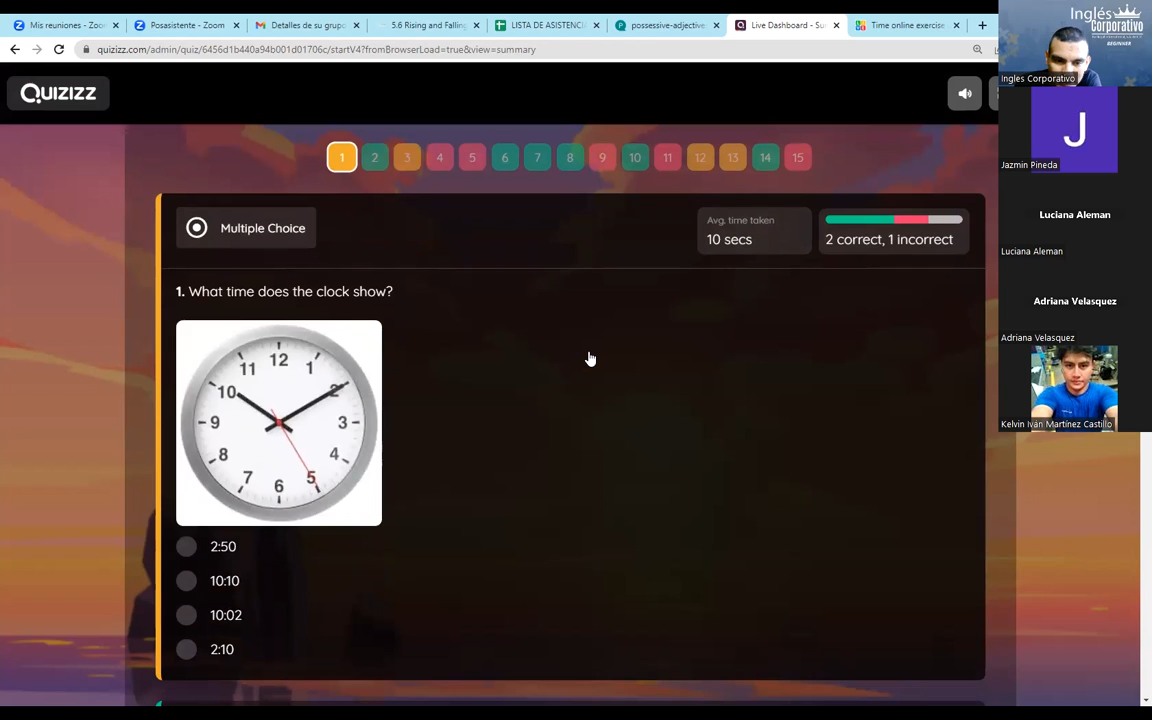 Mis reuniones - Zoo
Posasistente - Zoom
Detalles de su grupo
5.6 Rising and Falling
LISTA DE ASISTENCI
possessive-adjective
Live Dashboard - Su
Time online exercise
quizizz.com/admin/quiz/6456d1b440a94b001d01706c/startV4?fromBrowserLoad=true&view=summary
Quizizz
1 2 3 4 5 6 7 8 9 10 11 12 13 14 15
Multiple Choice
Avg. time taken
10 secs
2 correct, 1 incorrect
1. What time does the clock show?
12
11 1
10 2
9 3
8 4
7 5
6
2:50
10:10
10:02
2:10
Inglés
Corporativo
BEGINNER
Ingles Corporativo
J
Jazmin Pineda
Luciana Aleman
Luciana Aleman
Adriana Velasquez
Adriana Velasquez
Kelvin Iván Martínez Castillo